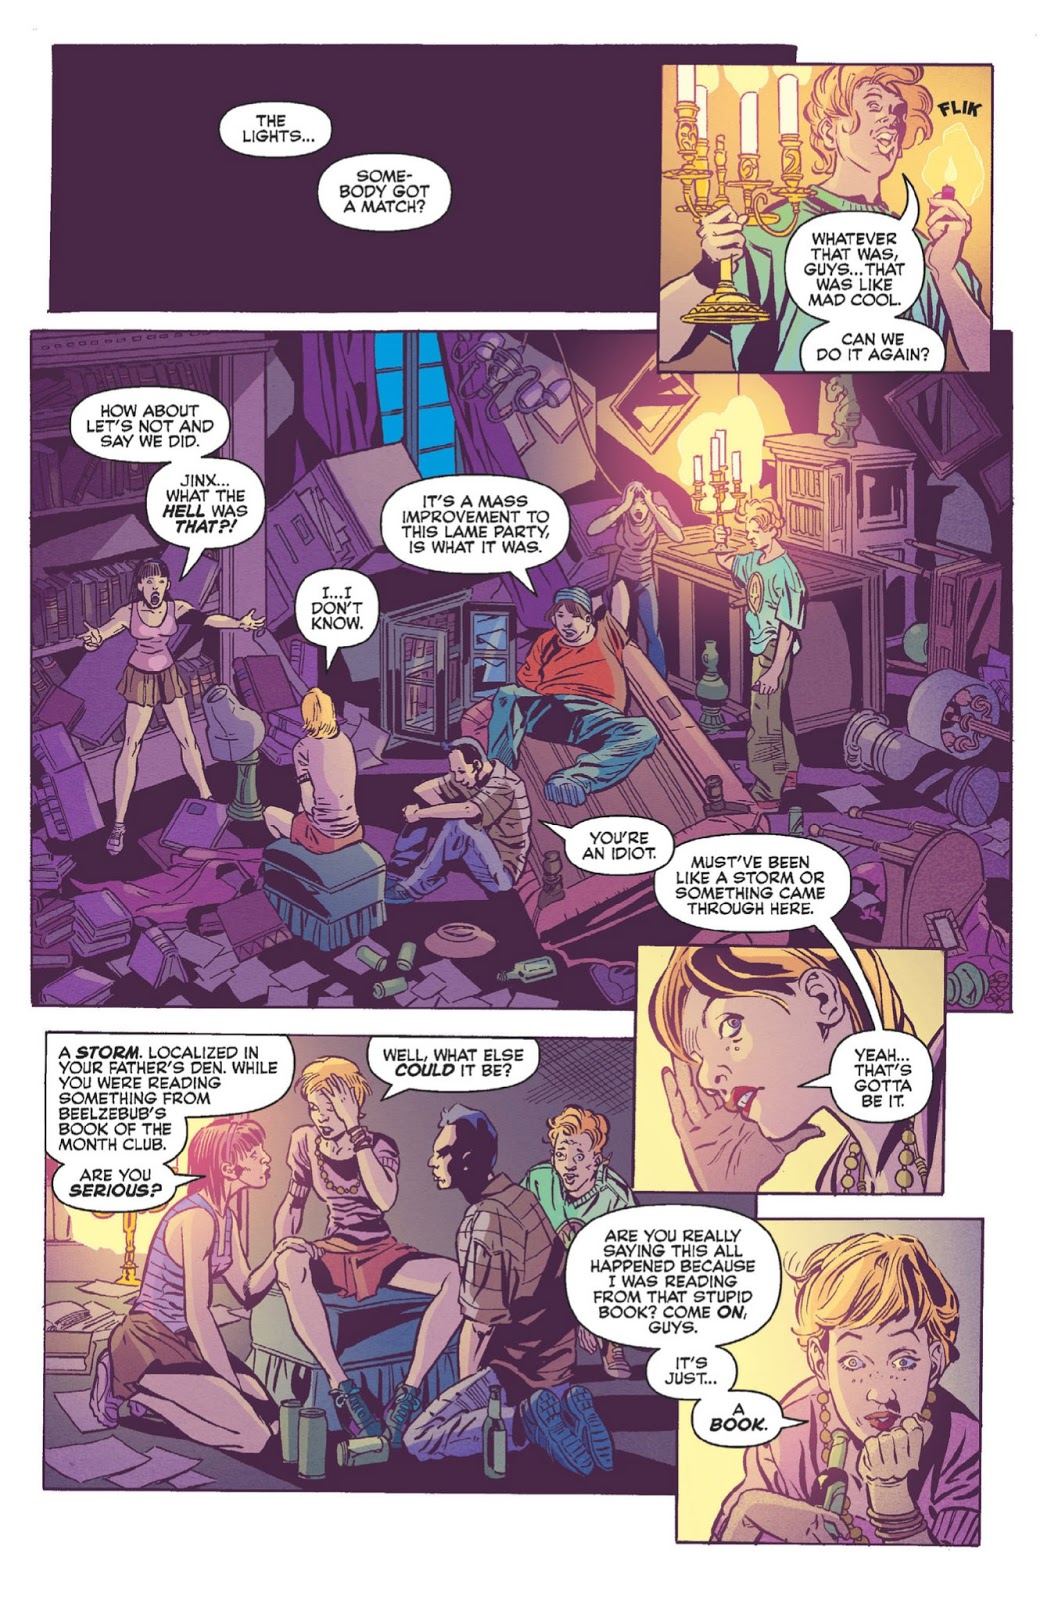 THE
LIGHTS...
SOME-
BODY GOT
A MATCH?
FLIK
WHATEVER
THAT WAS,
GUYS...THAT
WAS LIKE
MAD COOL.
CAN WE
DO IT AGAIN?
HOW ABOUT
LET'S NOT AND
SAY WE DID.
JINX...
WHAT THE
HELL WAS
THAT?!
I...I
DON'T
KNOW.
IT'S A MASS
IMPROVEMENT TO
THIS LAME PARTY,
IS WHAT IT WAS.
YOU'RE
AN IDIOT.
MUST'VE BEEN
LIKE A STORM OR
SOMETHING CAME
THROUGH HERE.
YEAH...
THAT'S
GOTTA
BE IT.
A STORM. LOCALIZED IN
YOUR FATHER'S DEN. WHILE
YOU WERE READING
SOMETHING FROM
BEELZEBUB'S
BOOK OF THE
MONTH CLUB.
ARE YOU
SERIOUS?
WELL, WHAT ELSE
COULD IT BE?
ARE YOU REALLY
SAYING THIS ALL
HAPPENED BECAUSE
I WAS READING
FROM THAT STUPID
BOOK? COME ON,
GUYS.
IT'S
JUST...
A
BOOK.